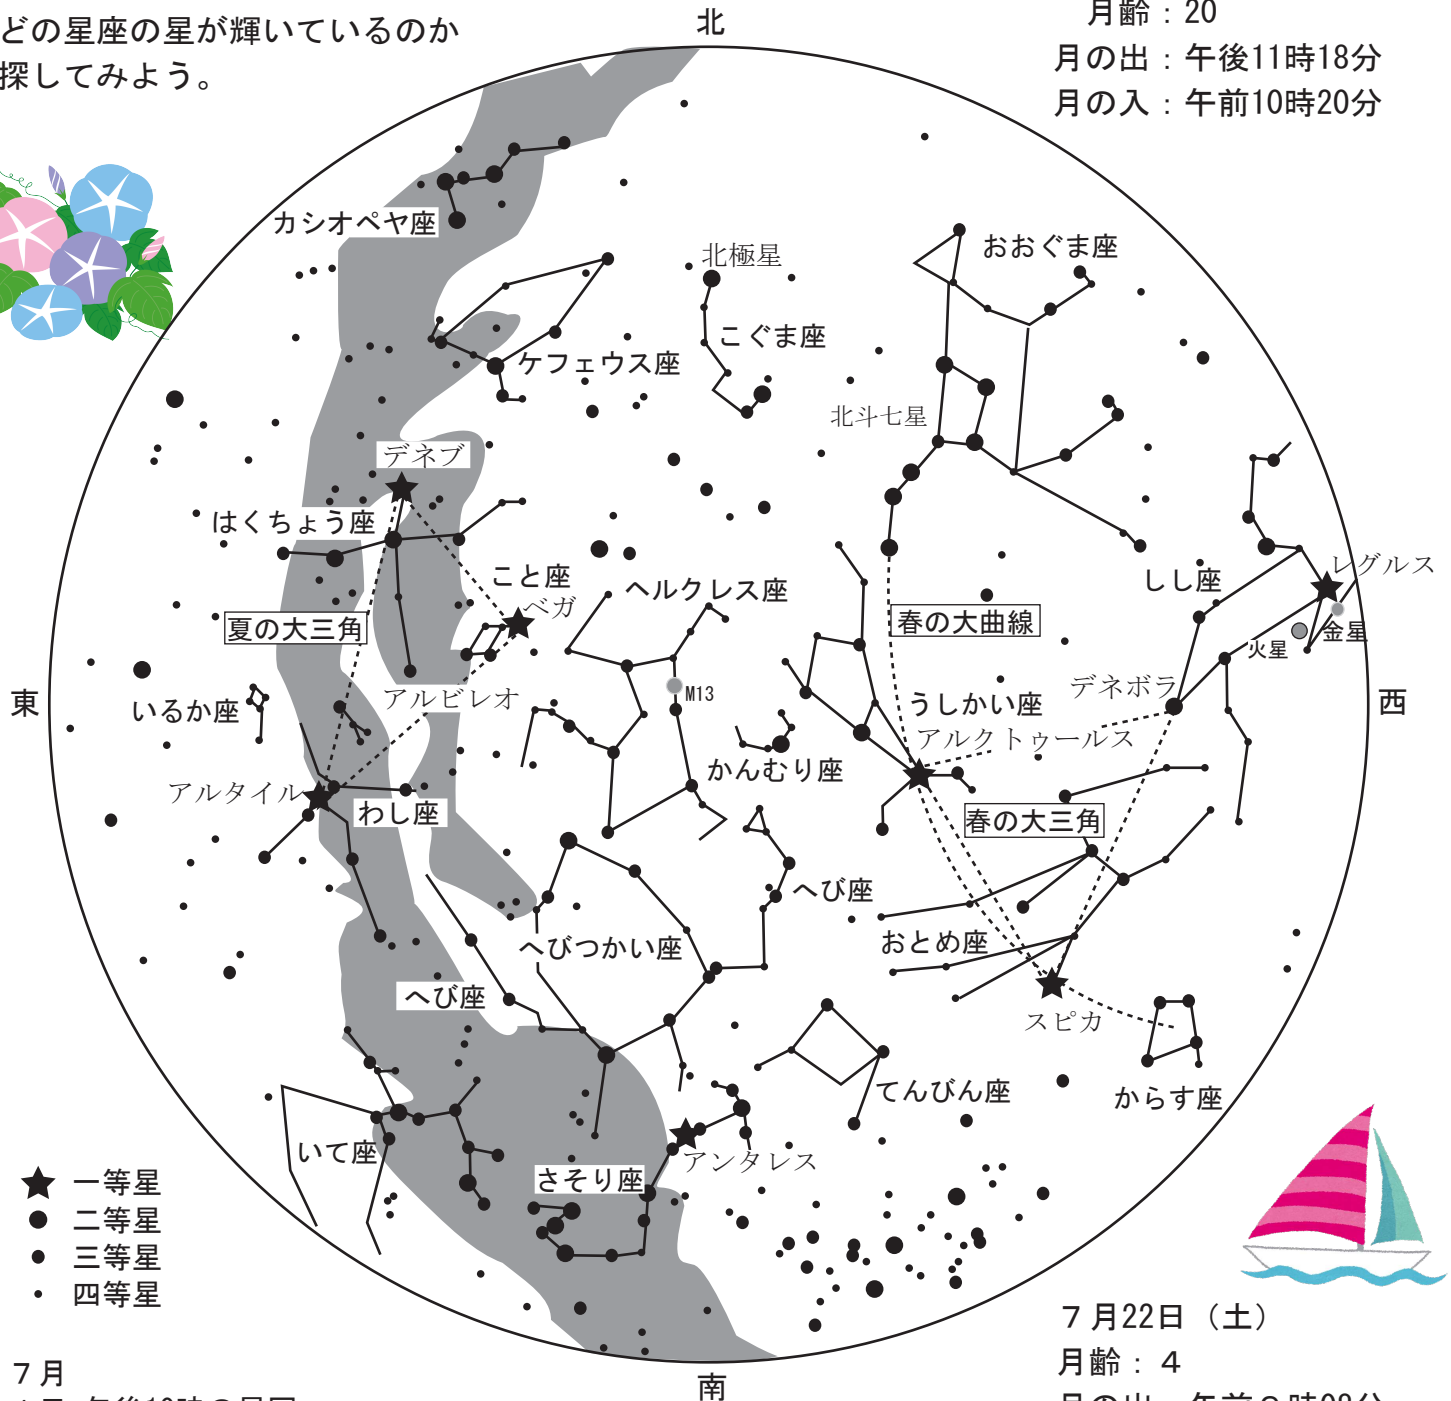 どの星座の星が輝いているのか
探してみよう。
月齢：20
月の出：午後11時18分
月の入：午前10時20分
北
カシオペヤ座
北極星
おおぐま座
こぐま座
ケフェウス座
北斗七星
デネブ
はくちょう座
こと座
ベガ
ヘルクレス座
しし座
レグルス
夏の大三角
春の大曲線
金星
火星
M13
デネボラ
アルビレオ
いるか座
うしかい座
東
西
アルクトゥールス
かんむり座
アルタイル
わし座
春の大三角
へび座
へびつかい座
おとめ座
へび座
スピカ
てんびん座
からす座
いて座
アンタレス
さそり座
一等星
二等星
三等星
四等星
７月22日（土）
月齢：４
７月
南